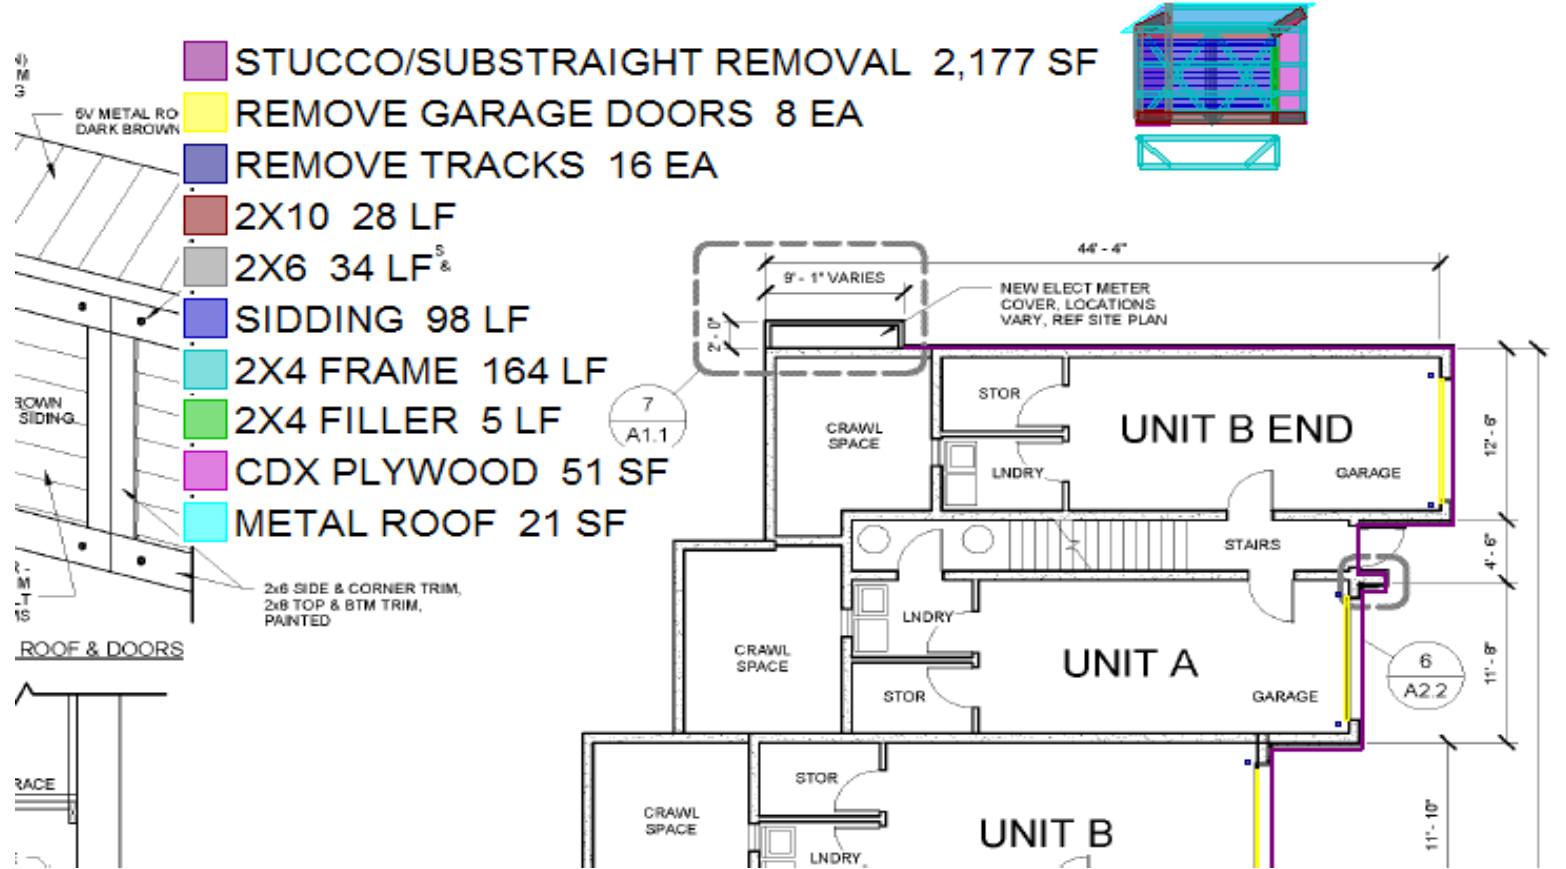 STUCCO/SUBSTRAIGHT REMOVAL 2,177 SF
REMOVE GARAGE DOORS 8 EA
REMOVE TRACKS 16 EA
2X10 28 LF
2X6 34 LF
S
&
SIDDING 98 LF
2X4 FRAME 164 LF
2X4 FILLER 5 LF
CDX PLYWOOD 51 SF
METAL ROOF 21 SF
N)
M
G
5V METAL RO
DARK BROWN
ROWN
SIDING
R-
M
T
MS
2x6 SIDE & CORNER TRIM,
2x8 TOP & BTM TRIM,
PAINTED
ROOF & DOORS
RACE
44' - 4"
9' - 1" VARIES
2' - 0"
NEW ELECT METER
COVER, LOCATIONS
VARY, REF SITE PLAN
7
A1.1
CRAWL
SPACE
STOR
LNDRY
UNIT B END
GARAGE
12' - 6"
STAIRS
4' - 6"
LNDRY
CRAWL
SPACE
STOR
UNIT A
GARAGE
6
A2.2
11' - 8"
STOR
CRAWL
SPACE
LNDRY
UNIT B
11' - 10"